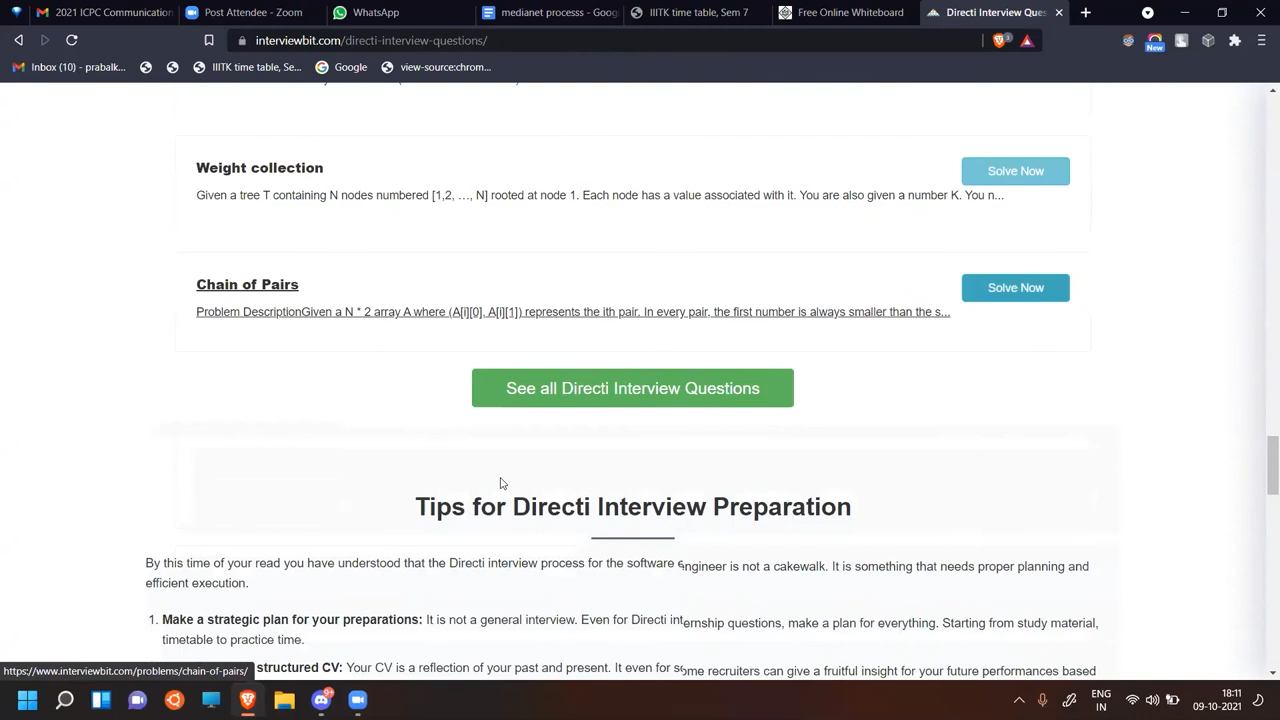 2021 ICPC Communication
Post Attendee - Zoom
WhatsApp
medianet processs - Goog
IIITK time table, Sem 7
Free Online Whiteboard
Directi Interview Ques
interviewbit.com/directi-interview-questions/
3
New
Inbox (10) - prabalk...
IIITK time table, Se...
Google
view-source:chrom...
Weight collection
Solve Now
Given a tree T containing N nodes numbered [1,2, …, N] rooted at node 1. Each node has a value associated with it. You are also given a number K. You n...
Chain of Pairs
Solve Now
Problem DescriptionGiven a N * 2 array A where (A[i][0], A[i][1]) represents the ith pair. In every pair, the first number is always smaller than the s...
See all Directi Interview Questions
Tips for Directi Interview Preparation
By this time of your read you have understood that the Directi interview process for the software engineer is not a cakewalk. It is something that needs proper planning and
efficient execution.
1. Make a strategic plan for your preparations: It is not a general interview. Even for Directi internship questions, make a plan for everything. Starting from study material,
timetable to practice time.
structured CV: Your CV is a reflection of your past and present. It even for some recruiters can give a fruitful insight for your future performances based
https://www.interviewbit.com/problems/chain-of-pairs/
9+
ENG
IN
18:11
09-10-2021